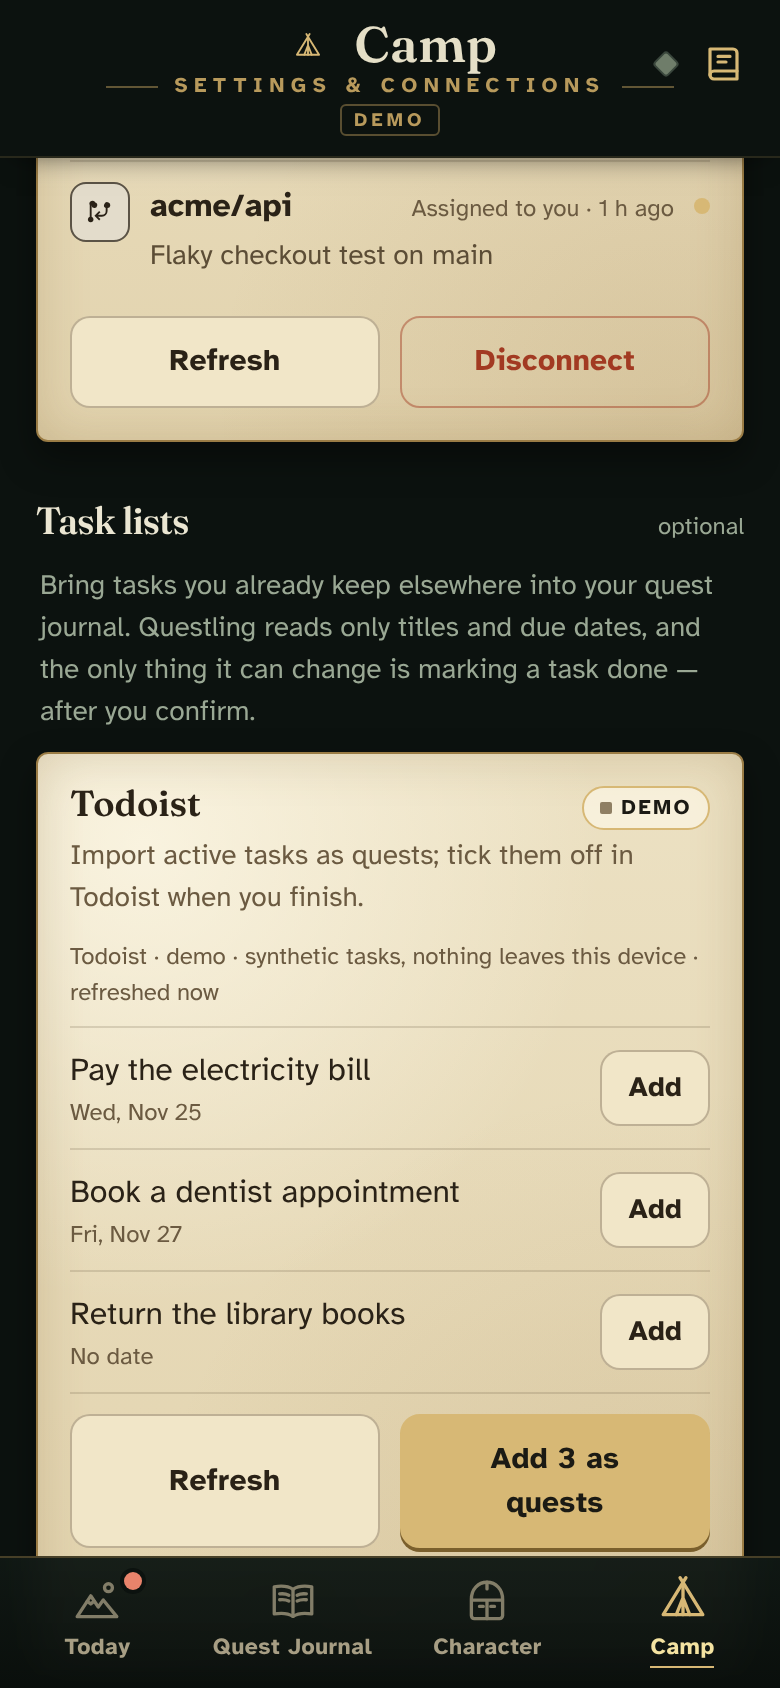 Camp
SETTINGS & CONNECTIONS
DEMO
acme/api
Assigned to you · 1 h ago
Flaky checkout test on main
Refresh
Disconnect
Task lists
optional
Bring tasks you already keep elsewhere into your quest
journal. Questling reads only titles and due dates, and
the only thing it can change is marking a task done —
after you confirm.
Todoist
DEMO
Import active tasks as quests; tick them off in
Todoist when you finish.
Todoist · demo · synthetic tasks, nothing leaves this device ·
refreshed now
Pay the electricity bill
Wed, Nov 25
Add
Book a dentist appointment
Fri, Nov 27
Add
Return the library books
No date
Add
Refresh
Add 3 as
quests
Today
Quest Journal
Character
Camp